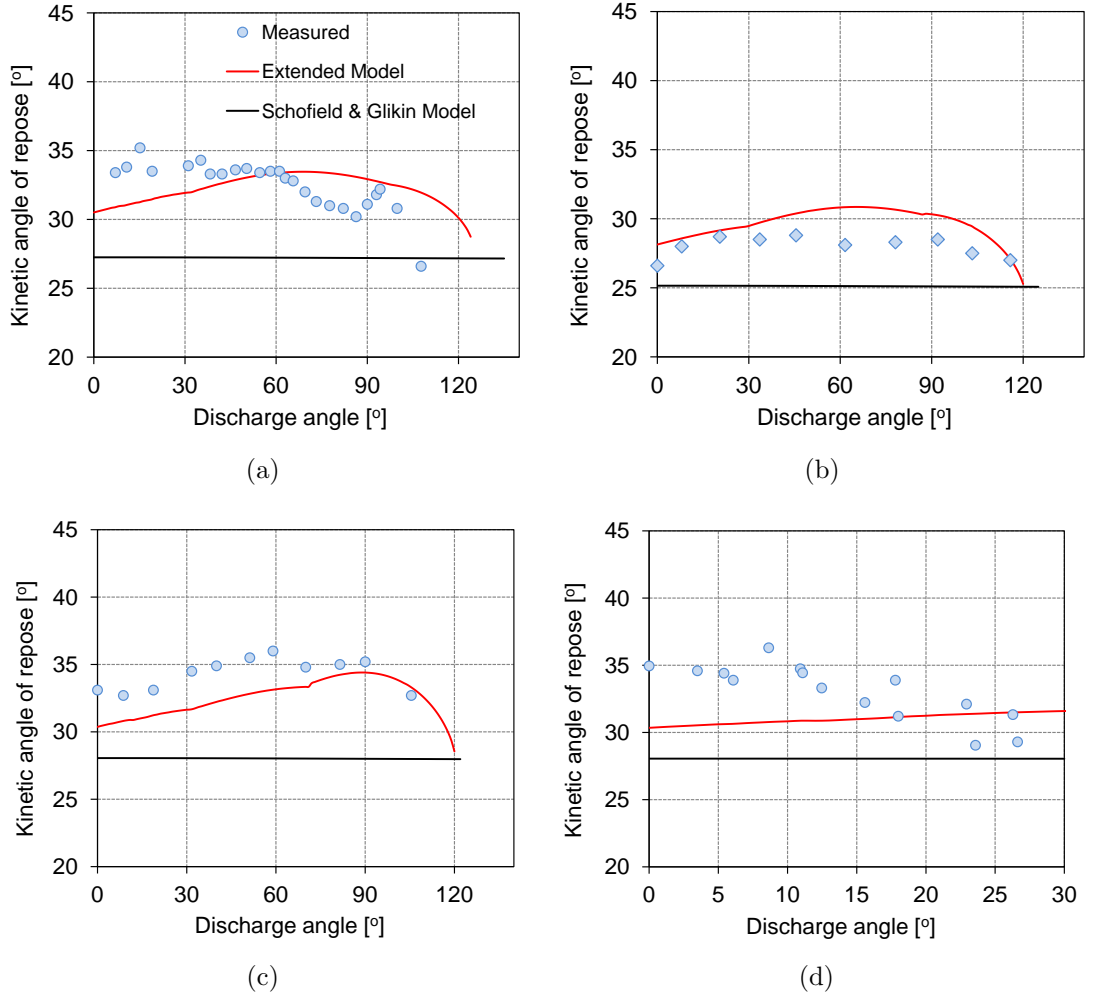 45
40
35
30
25
20
Kinetic angle of repose [º]
Measured
Extended Model
Schofield & Glikin Model
0 30 60 90 120
Discharge angle [º]
(a)
45
40
35
30
25
20
Kinetic angle of repose [º]
0 30 60 90 120
Discharge angle [º]
(b)
45
40
35
30
25
20
Kinetic angle of repose [º]
0 30 60 90 120
Discharge angle [º]
(c)
45
40
35
30
25
20
Kinetic angle of repose [º]
0 5 10 15 20 25 30
Discharge angle [º]
(d)